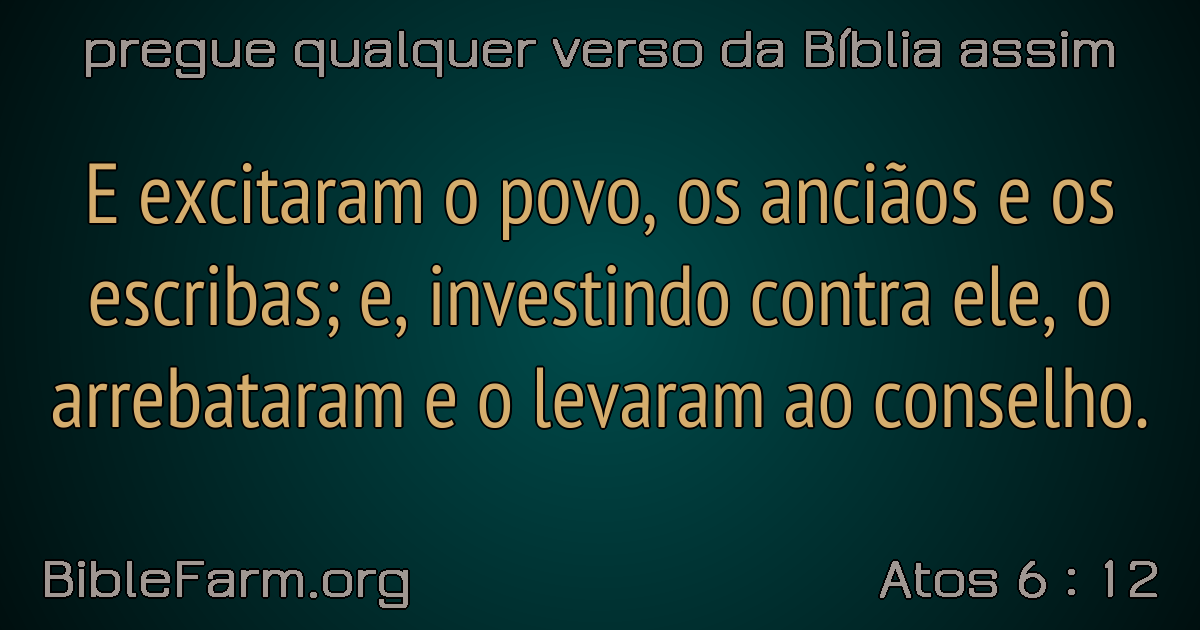 pregue qualquer verso da Bíblia assim
E excitaram o povo, os anciãos e os
escribas; e, investindo contra ele, o
arrebataram e o levaram ao conselho.
BibleFarm.org
Atos 6 : 12